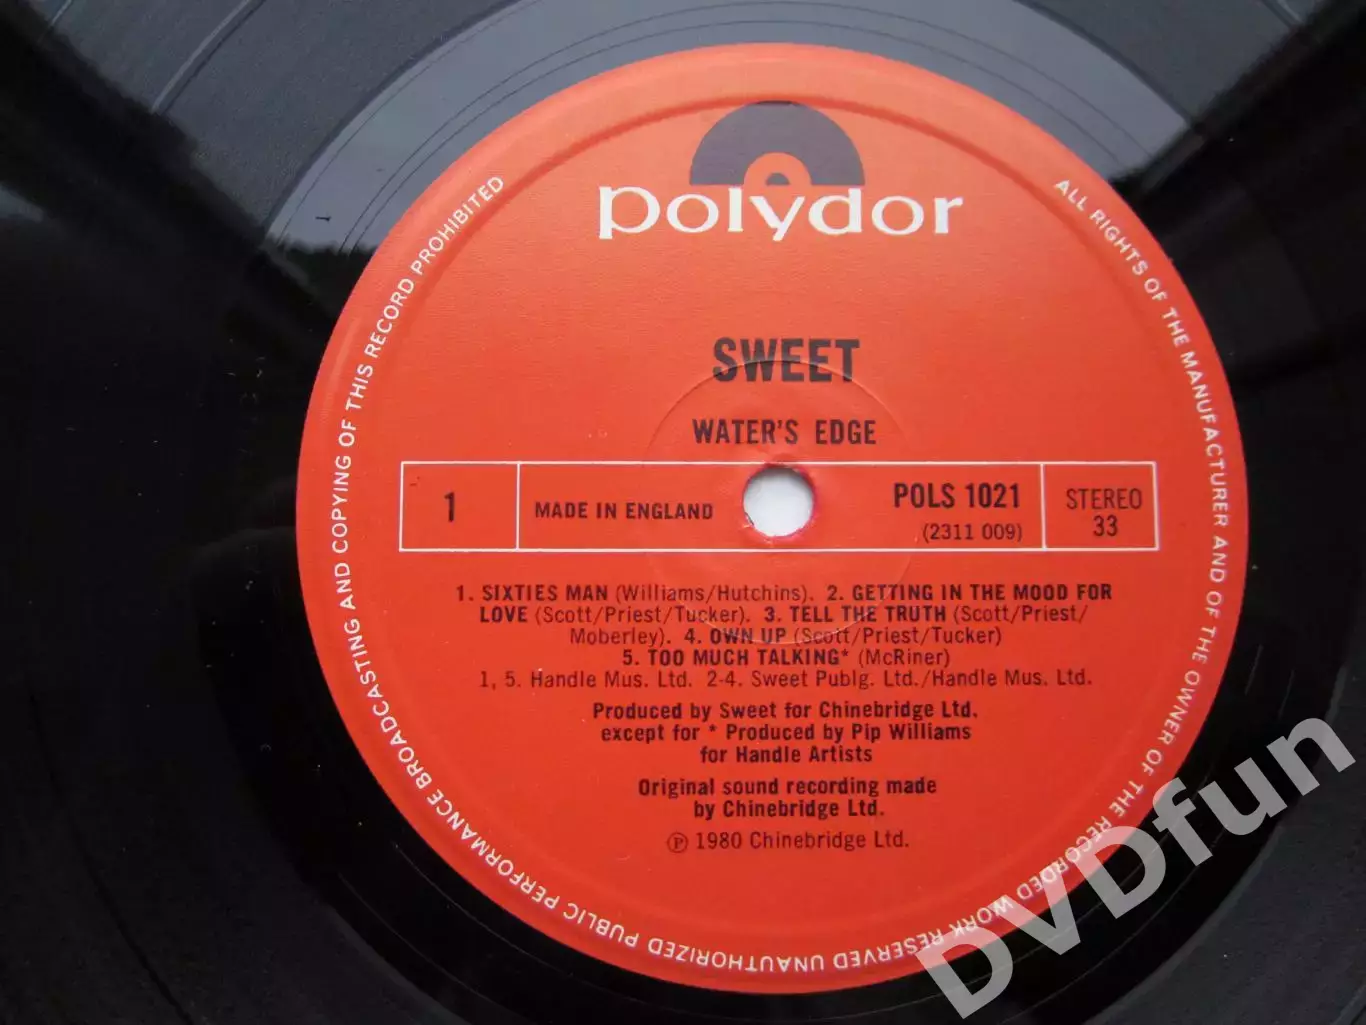 polydor
SWEET
WATER'S EDGE
1
MADE IN ENGLAND
POLS 1021
(2311 009)
STEREO
33
1. SIXTIES MAN (Williams/Hutchins). 2. GETTING IN THE MOOD FOR
LOVE (Scott/Priest/Tucker). 3. TELL THE TRUTH (Scott/Priest/
Moberley). 4. OWN UP (Scott/Priest/Tucker)
5. TOO MUCH TALKING* (McRiner)
1, 5. Handle Mus. Ltd. 2-4. Sweet Publg. Ltd./Handle Mus. Ltd.
Produced by Sweet for Chinebridge Ltd.
except for * Produced by Pip Williams
for Handle Artists
Original sound recording made
by Chinebridge Ltd.
℗ 1980 Chinebridge Ltd.
ALL RIGHTS OF THE MANUFACTURER AND OF THE OWNER OF THE RECORDED WORK RESERVED UNAUTHORIZED PUBLIC PERFORMANCE BROADCASTING AND COPYING OF THIS RECORD PROHIBITED
DVDfun